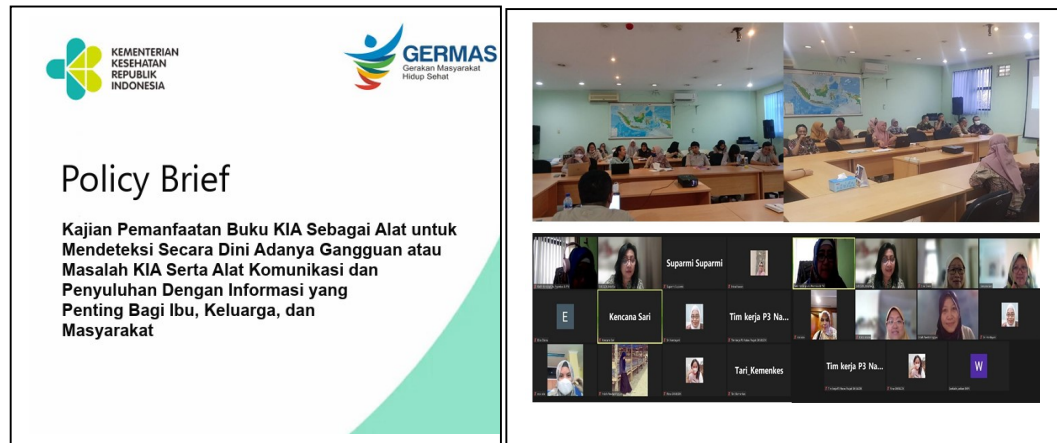 KEMENTERIAN
KESEHATAN
REPUBLIK
INDONESIA
GERMAS
Gerakan Masyarakat
Hidup Sehat
Policy Brief
Kajian Pemanfaatan Buku KIA Sebagai Alat untuk
Mendeteksi Secara Dini Adanya Gangguan atau
Masalah KIA Serta Alat Komunikasi dan
Penyuluhan Dengan Informasi yang
Penting Bagi Ibu, Keluarga, dan
Masyarakat
Suparmi Suparmi
E
Kencana Sari
Tim kerja P3 Na...
Tari_Kemenkes
Tim kerja P3 Na...
W